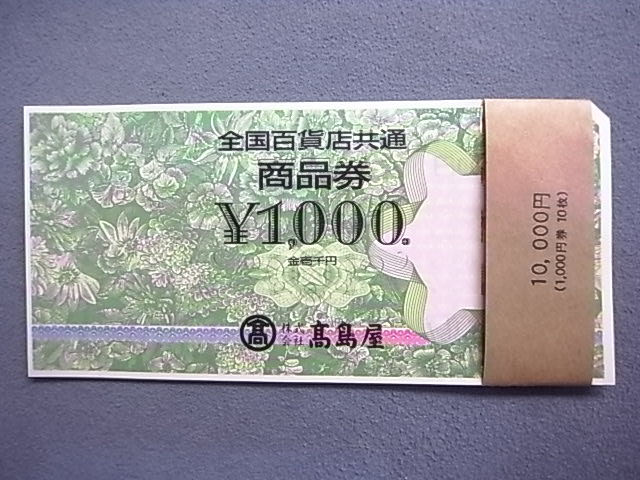 全国百貨店共通
商品券
¥1,000.
金壱千円
髙 株式会社 髙島屋
10,000円
(1,000円券 10枚)